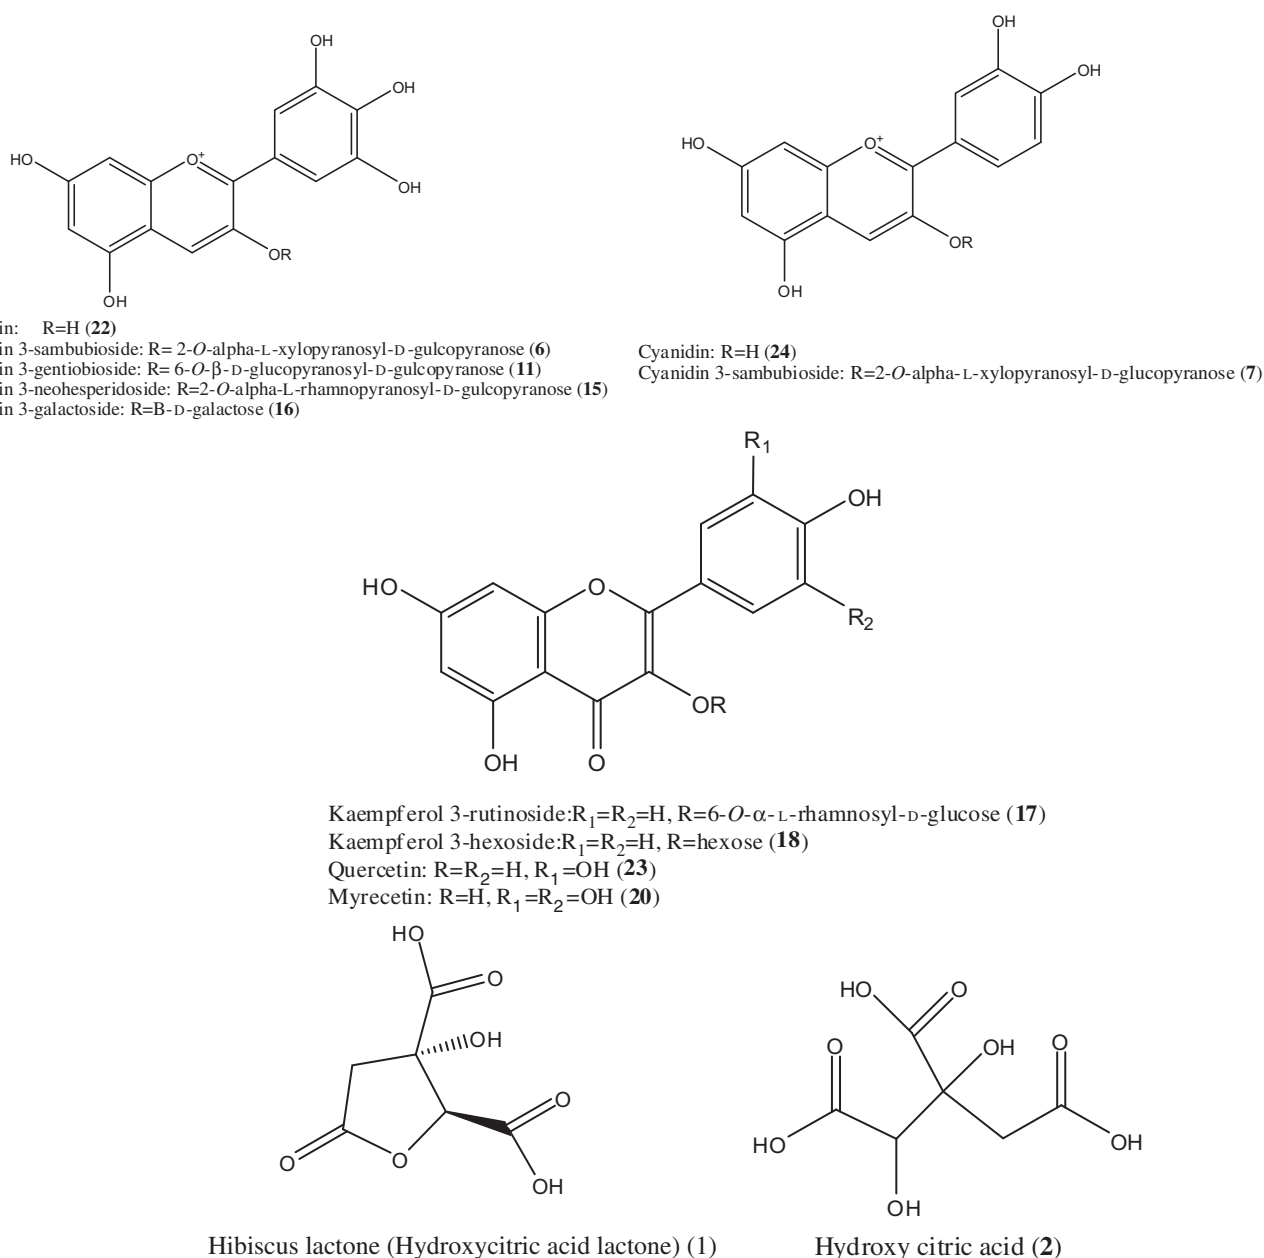 OH
OH
HO
O+
OH
OR
OH
OH
OH
HO
O+
OR
OH
in: R=H (22)
in 3-sambubioside: R= 2-O-alpha-L-xylopyranosyl-D-gulcopyranose (6)
in 3-gentiobioside: R= 6-O-β-D-glucopyranosyl-D-gulcopyranose (11)
in 3-neohesperidoside: R=2-O-alpha-L-rhamnopyranosyl-D-gulcopyranose (15)
in 3-galactoside: R=B-D-galactose (16)
Cyanidin: R=H (24)
Cyanidin 3-sambubioside: R=2-O-alpha-L-xylopyranosyl-D-glucopyranose (7)
R1
OH
HO
O
R2
OR
OH
O
Kaempferol 3-rutinoside:R1=R2=H, R=6-O-α-L-rhamnosyl-D-glucose (17)
Kaempferol 3-hexoside:R1=R2=H, R=hexose (18)
Quercetin: R=R2=H, R1=OH (23)
Myrecetin: R=H, R1=R2=OH (20)
HO
O
OH
O
O
O
OH
HO
O
O
OH
O
HO
OH
OH
Hibiscus lactone (Hydroxycitric acid lactone) (1)
Hydroxy citric acid (2)